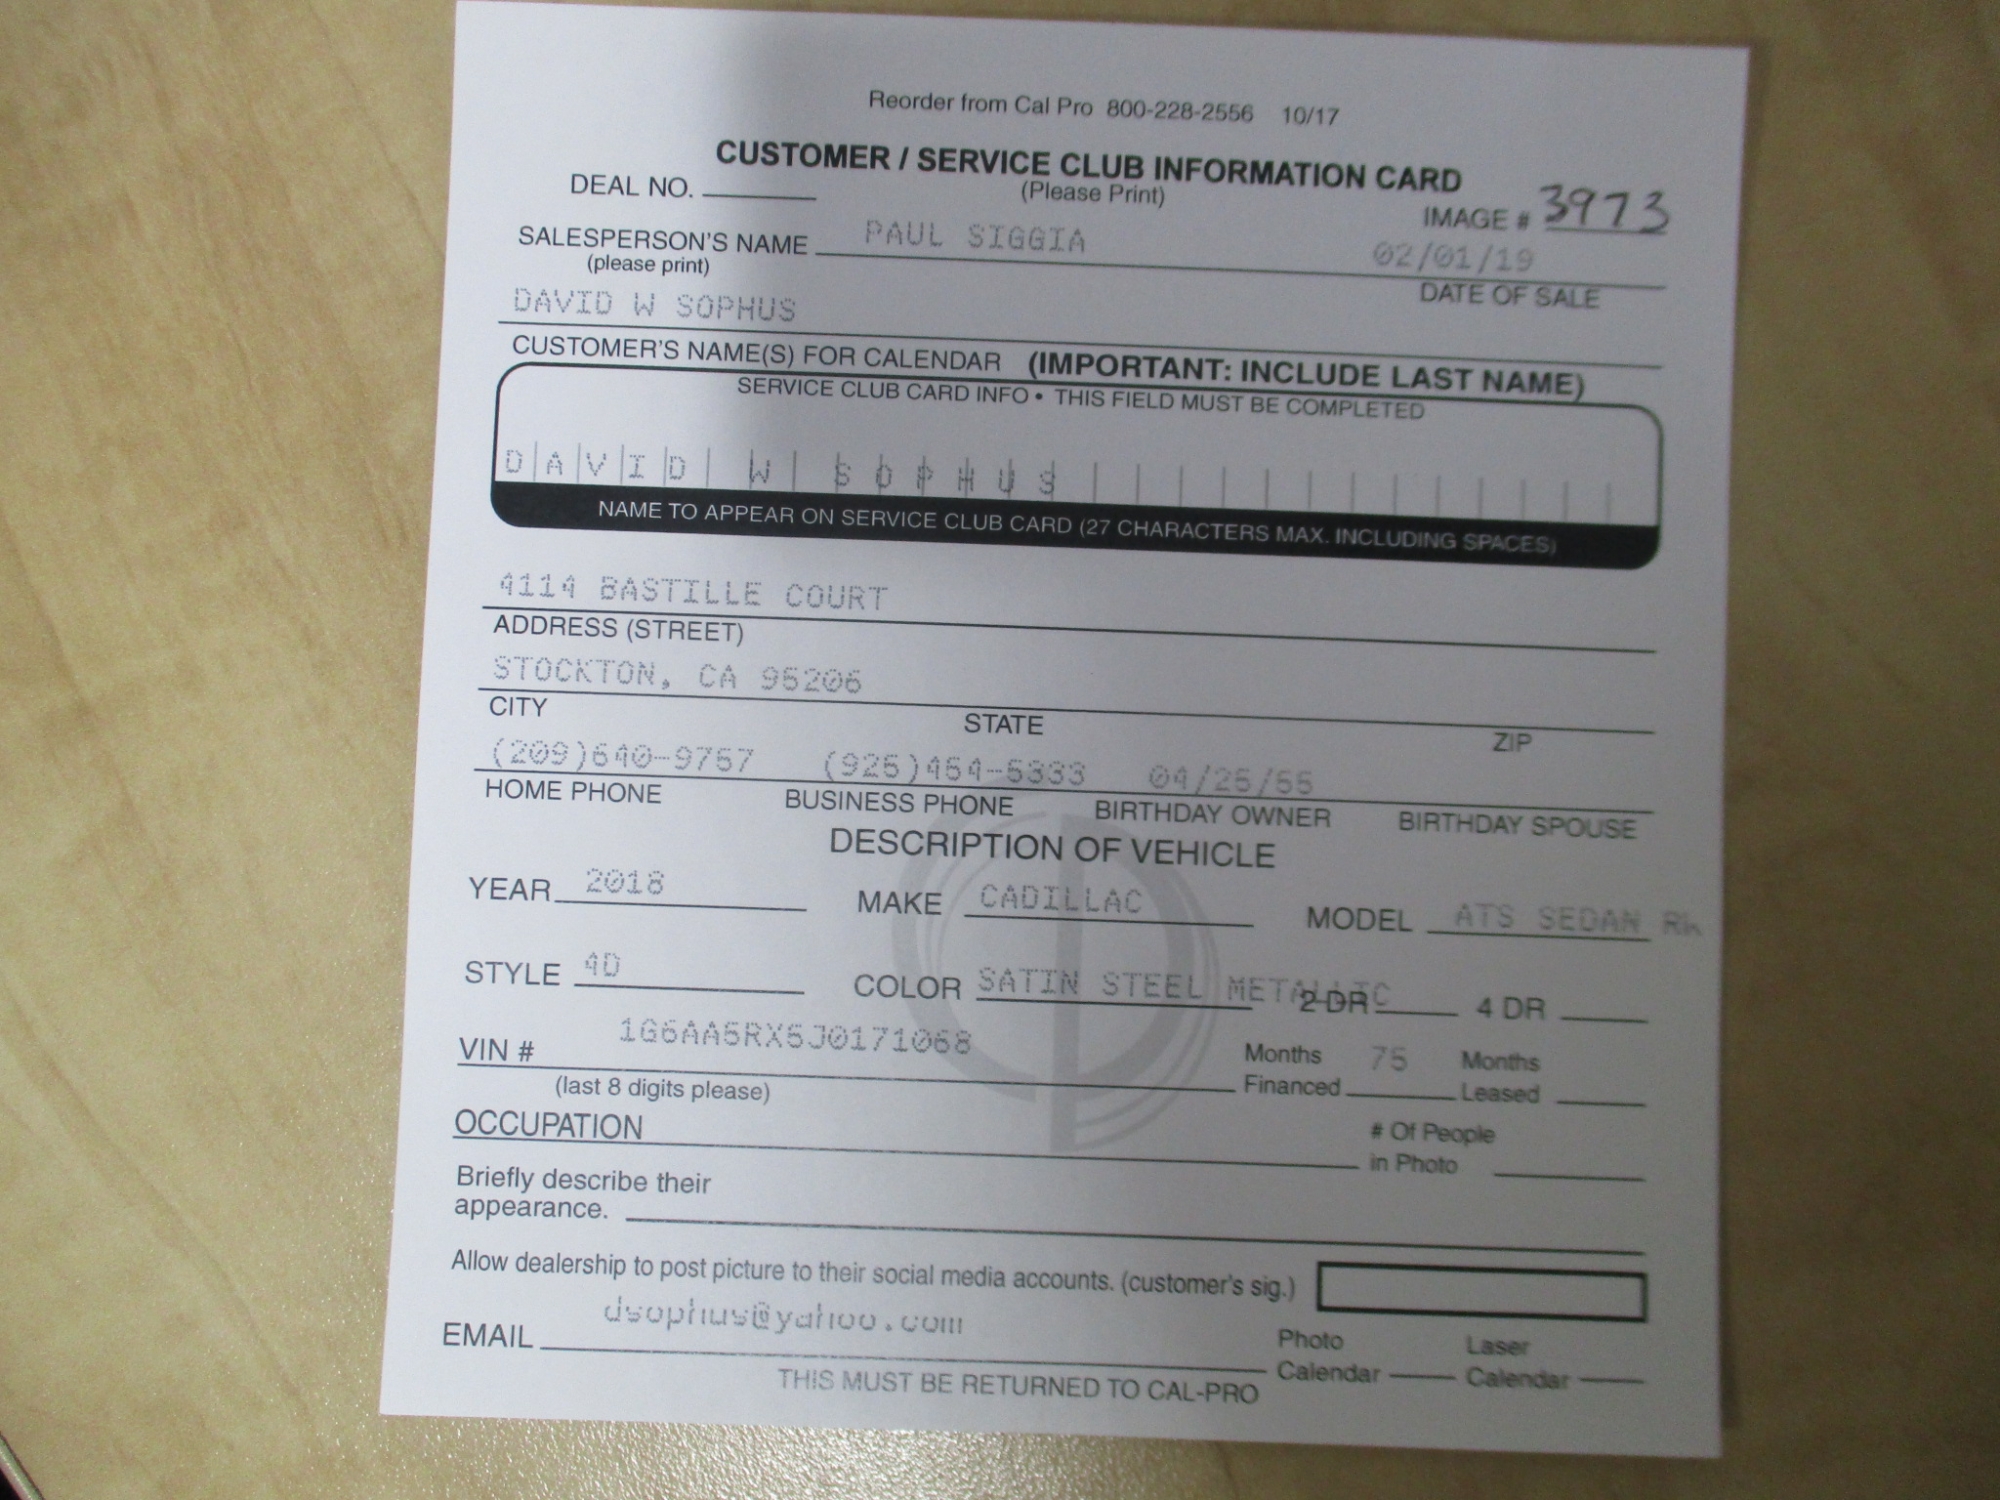 Reorder from Cal Pro 800-228-2556 10/17
CUSTOMER / SERVICE CLUB INFORMATION CARD
(Please Print)
DEAL NO.
IMAGE # 3973
SALESPERSON'S NAME PAUL SIGGIA 02/01/19
(please print)
DATE OF SALE
DAVID W SOPHUS
CUSTOMER'S NAME(S) FOR CALENDAR (IMPORTANT: INCLUDE LAST NAME)
SERVICE CLUB CARD INFO • THIS FIELD MUST BE COMPLETED
DAVID W SOPHUS
NAME TO APPEAR ON SERVICE CLUB CARD (27 CHARACTERS MAX. INCLUDING SPACES)
4114 BASTILLE COURT
ADDRESS (STREET)
STOCKTON, CA 95206
CITY STATE ZIP
(209)640-9757 (925)454-5333 04/25/55
HOME PHONE BUSINESS PHONE BIRTHDAY OWNER BIRTHDAY SPOUSE
DESCRIPTION OF VEHICLE
YEAR 2018 MAKE CADILLAC MODEL ATS SEDAN
STYLE 4D COLOR SATIN STEEL METALLIC 2 DR 4 DR
VIN # 1G6AA5RX5J0171068 Months Financed 75 Months Leased
(last 8 digits please)
OCCUPATION # Of People in Photo
Briefly describe their
appearance.
Allow dealership to post picture to their social media accounts. (customer's sig.)
EMAIL dsophus@yahoo.com Photo Calendar Laser Calendar
THIS MUST BE RETURNED TO CAL-PRO